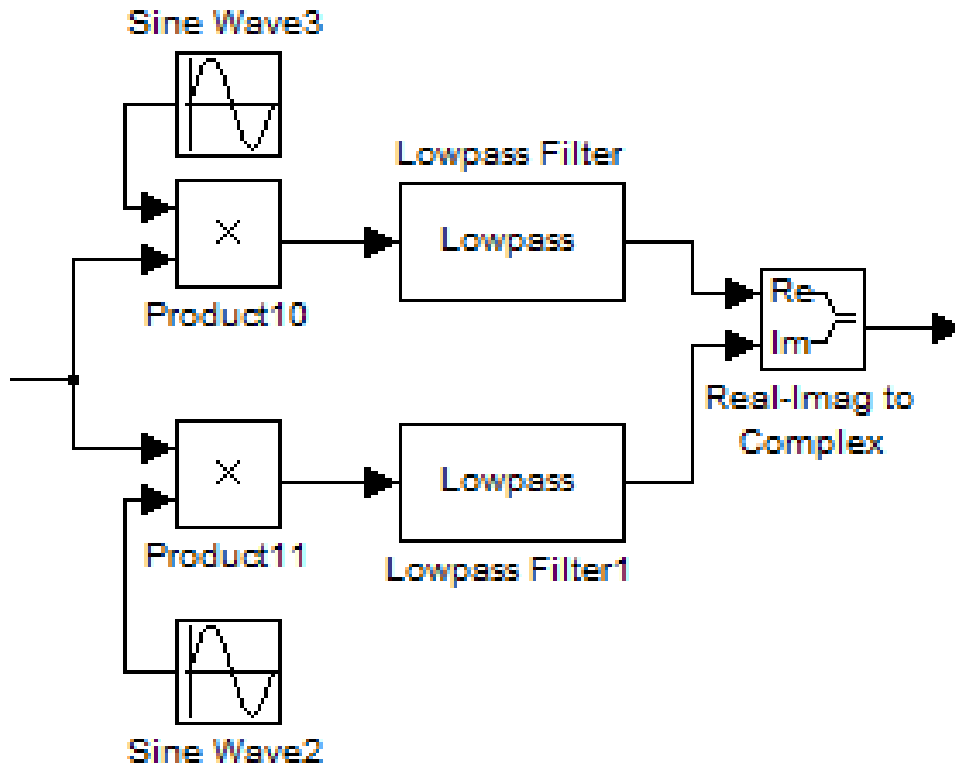 Sine Wave3
Lowpass Filter
Lowpass
Product10
Re
Im
Real-Imag to
Complex
Lowpass
Product11
Lowpass Filter1
Sine Wave2